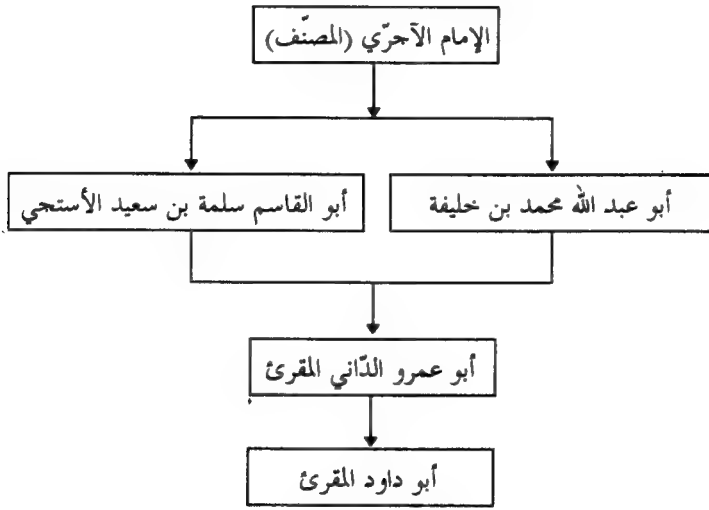 الإمام الآجرّي (المصنّف)
أبو عبد الله محمد بن خليفة
أبو القاسم سلمة بن سعيد الأستجي
أبو عمرو الدّاني المقرئ
أبو داود المقرئ